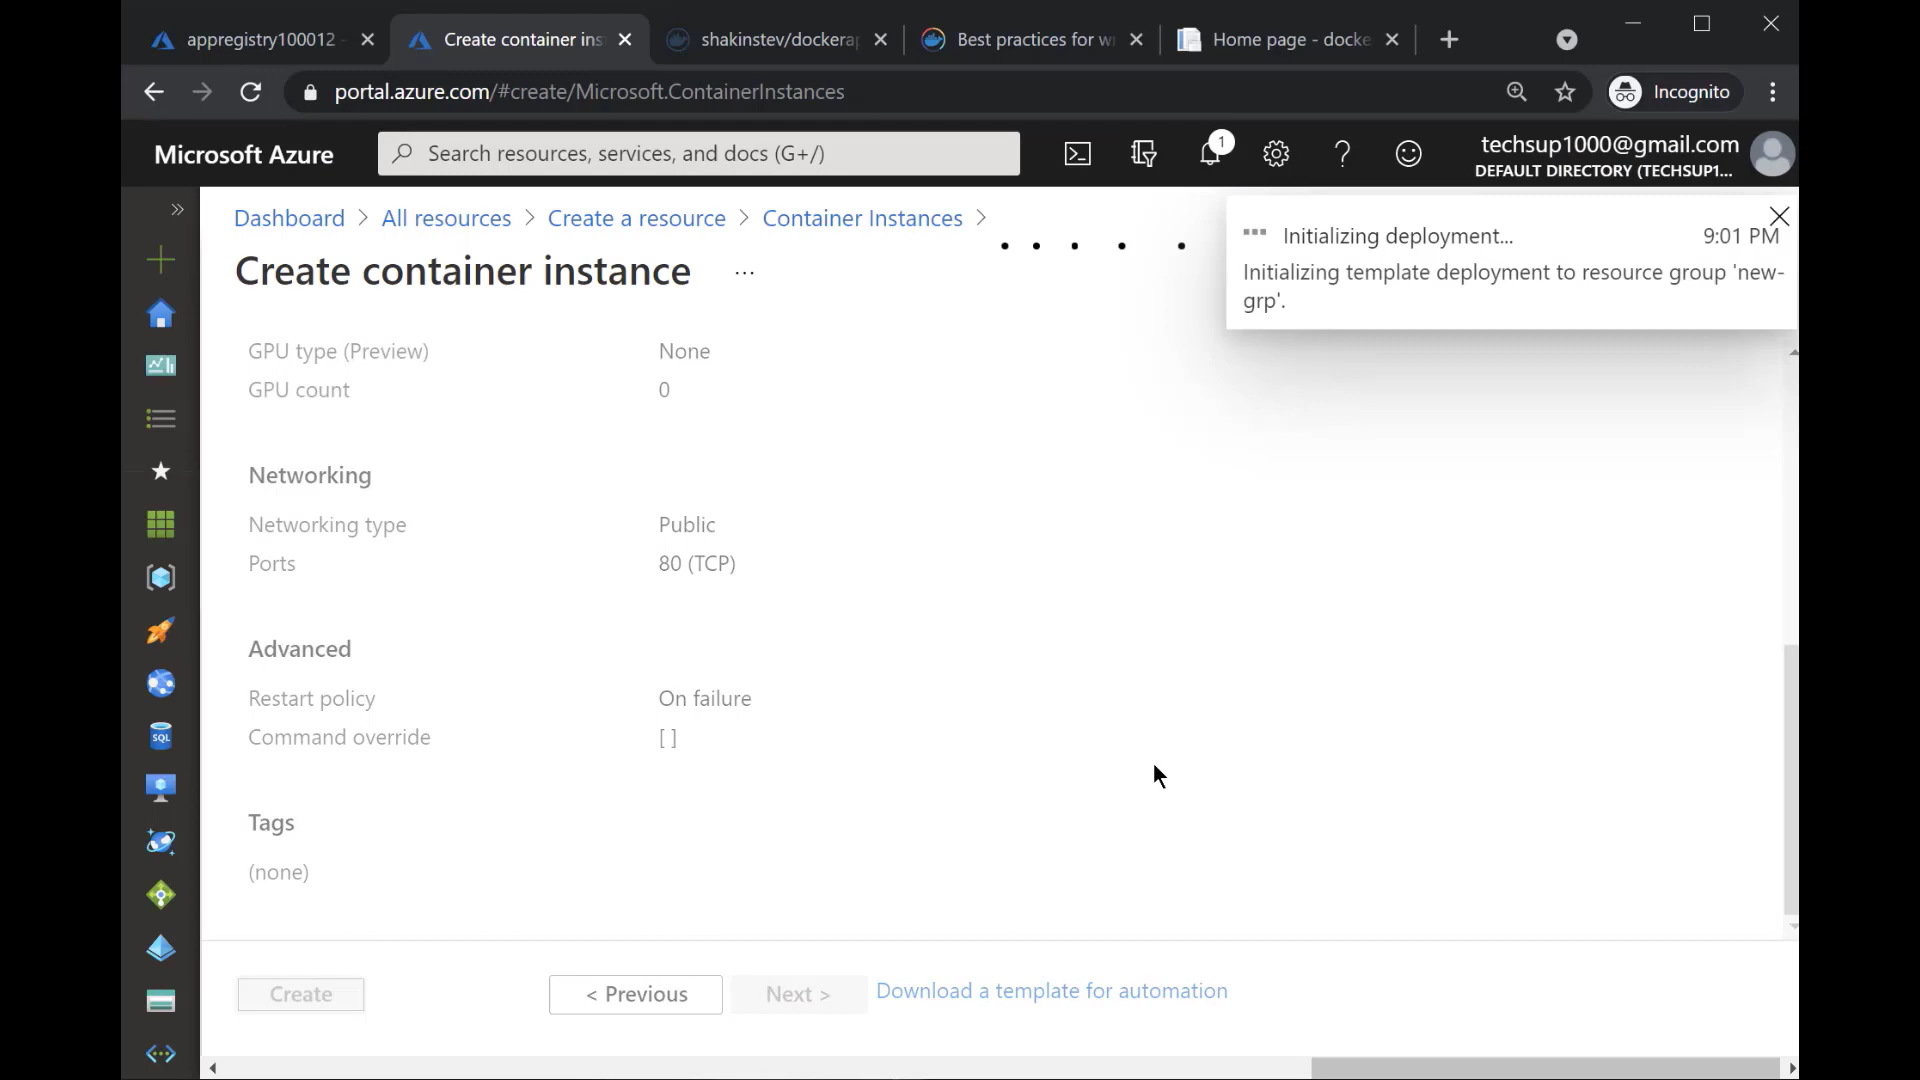 appregistry100012 -
Create container ins
shakinstev/dockerap
Best practices for wr
Home page - docke
portal.azure.com/#create/Microsoft.ContainerInstances
Incognito
Microsoft Azure
Search resources, services, and docs (G+/)
1
techsup1000@gmail.com
DEFAULT DIRECTORY (TECHSUP1...
Dashboard > All resources > Create a resource > Container Instances >
Create container instance ...
Initializing deployment...
9:01 PM
Initializing template deployment to resource group 'new-
grp'.
GPU type (Preview) None
GPU count 0
Networking
Networking type Public
Ports 80 (TCP)
Advanced
Restart policy On failure
Command override [ ]
Tags
(none)
SQL
Create
< Previous
Next >
Download a template for automation